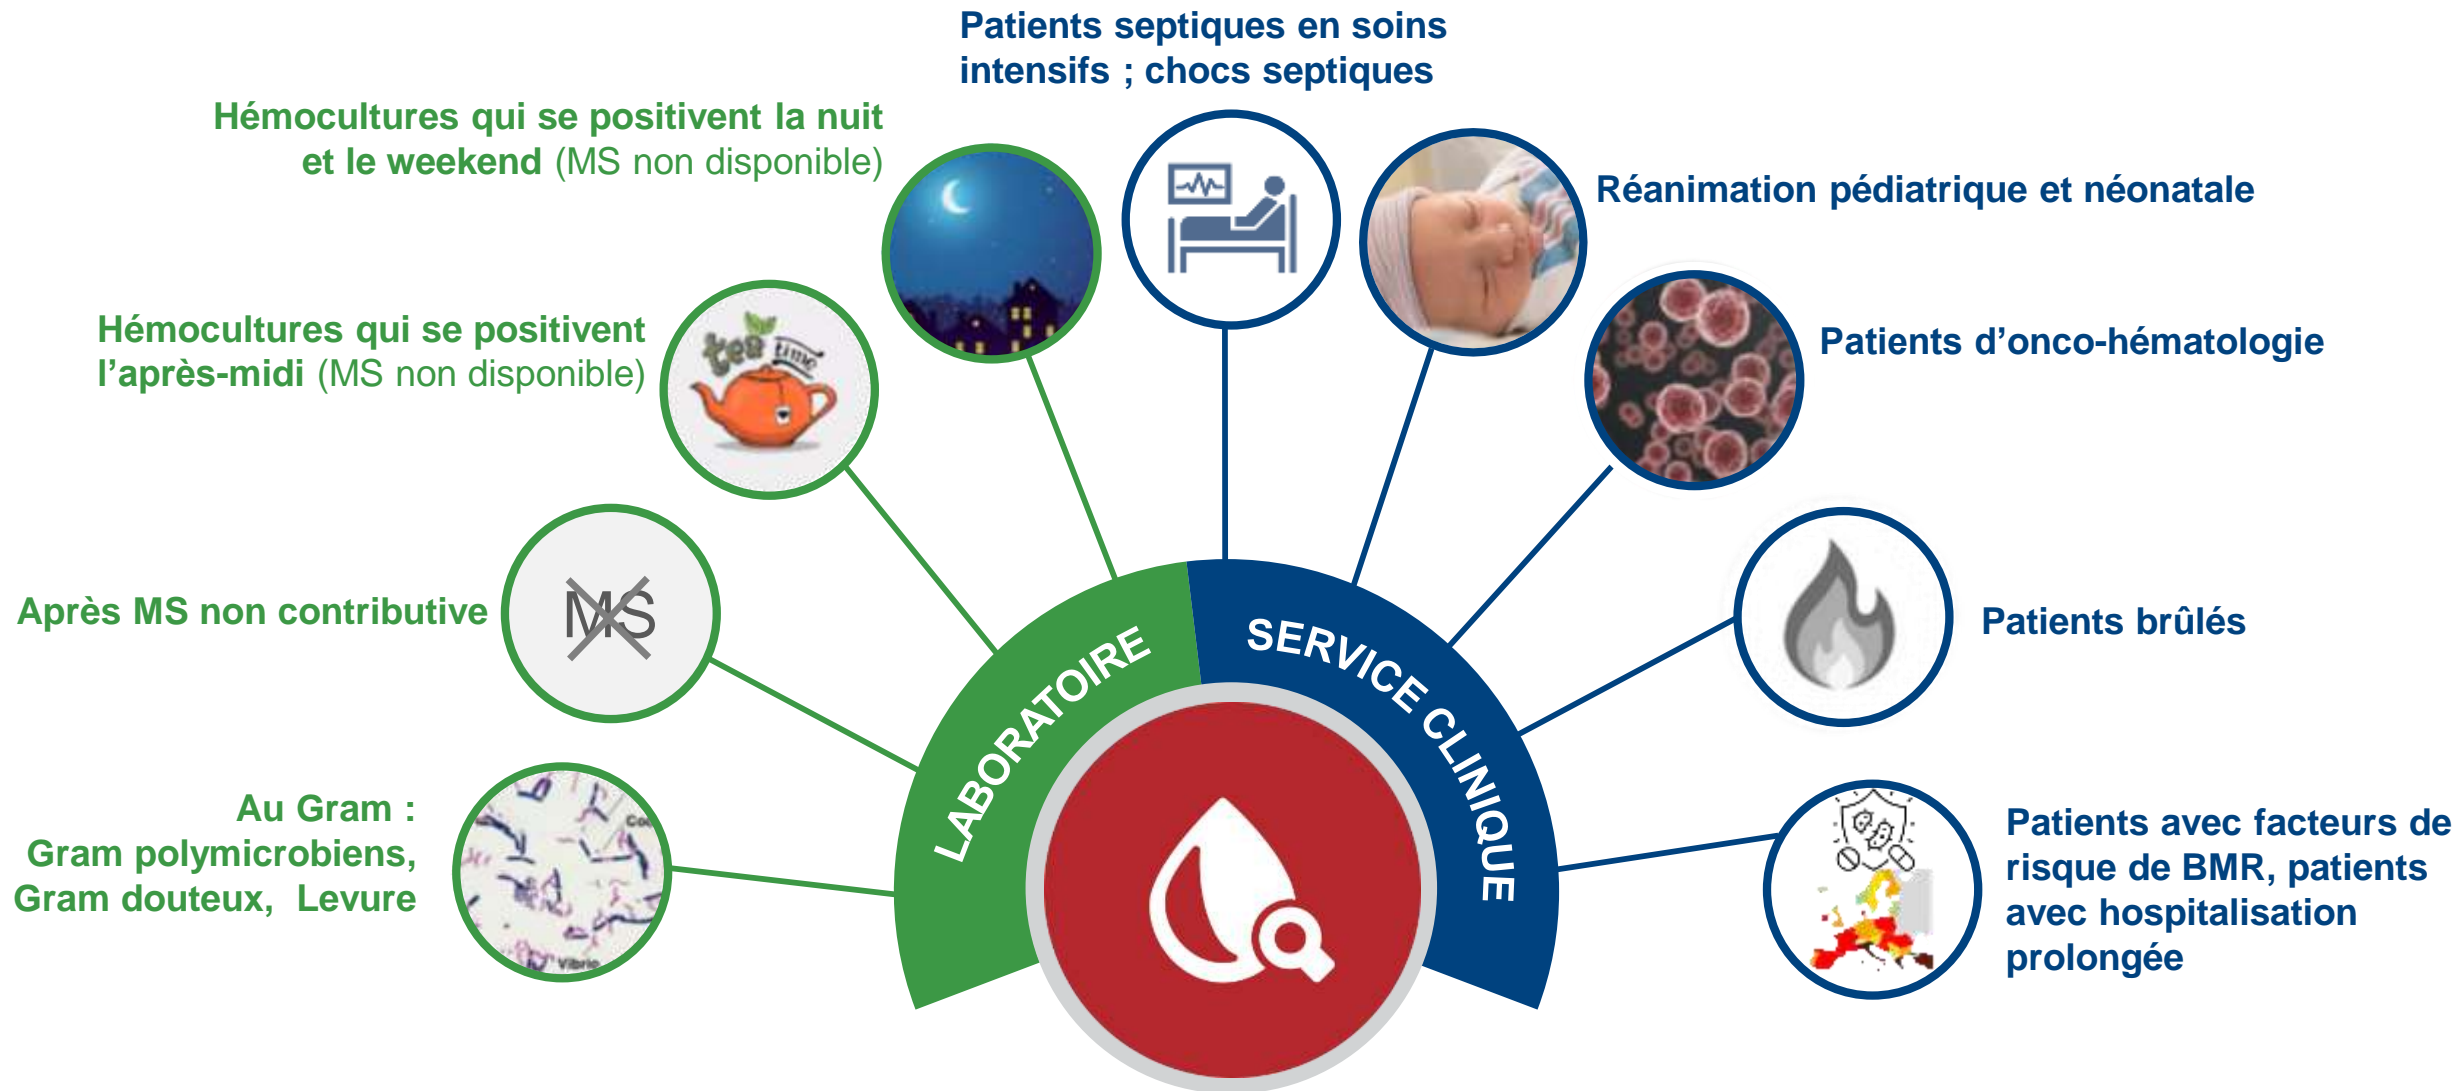 Patients septiques en soins
intensifs ; chocs septiques
Hémocultures qui se positivent la nuit
et le weekend (MS non disponible)
Réanimation pédiatrique et néonatale
Hémocultures qui se positivent
l'après-midi (MS non disponible)
tea time
Patients d'onco-hématologie
Après MS non contributive
MS
Patients brûlés
LABORATOIRE
SERVICE CLINIQUE
Au Gram :
Gram polymicrobiens,
Gram douteux, Levure
Vibrio
Patients avec facteurs de
risque de BMR, patients
avec hospitalisation
prolongée